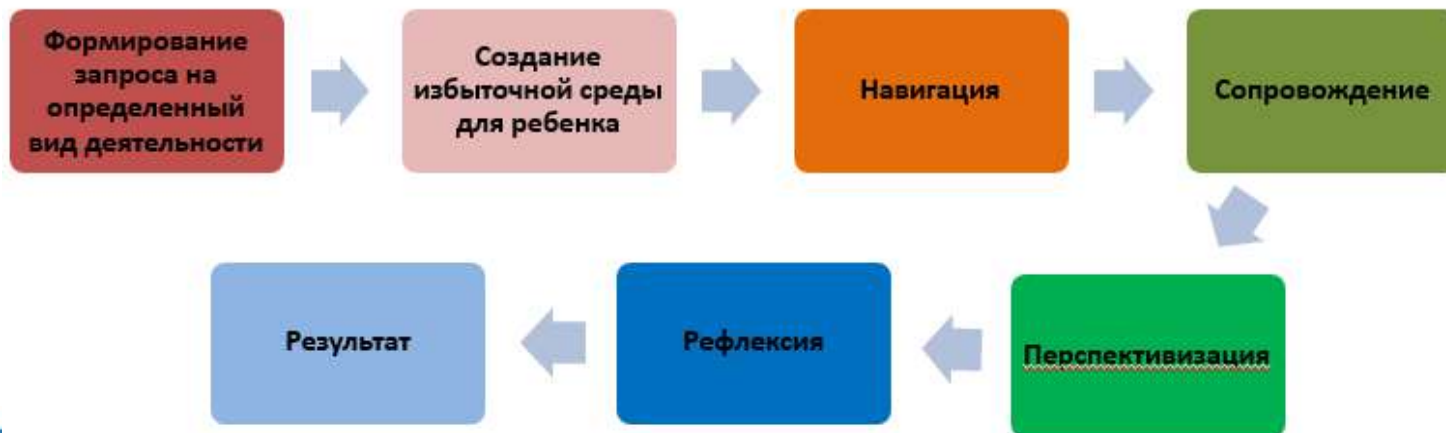 Формирование
запроса на
определенный
вид деятельности
Создание
избыточной среды
для ребенка
Навигация
Сопровождение
Перспективизация
Рефлексия
Результат